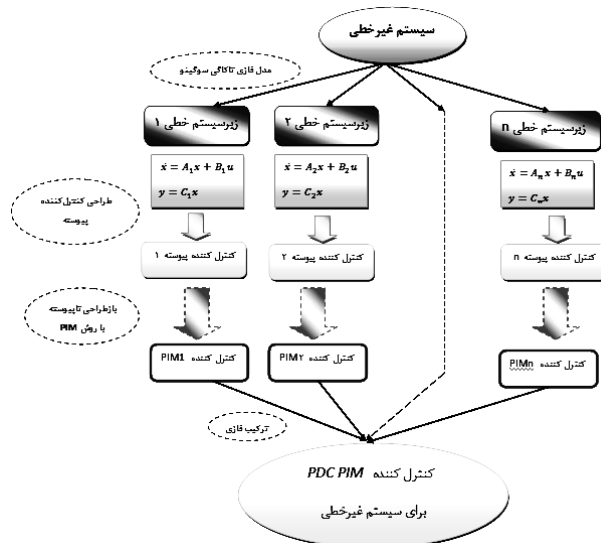 سیستم غیرخطی
مدل فازی تاکاگی سوگینو
زیرسیستم خطی ۱
زیرسیستم خطی ۲
زیرسیستم خطی n
ẋ = A₁x + B₁u
y = C₁x
ẋ = A₂x + B₂u
y = C₂x
ẋ = Aₙx + Bₙu
y = Cₙx
طراحی کنترل‌کننده
پیوسته
کنترل کننده پیوسته ۱
کنترل کننده پیوسته ۲
کنترل کننده پیوسته n
بازطراحی ناپیوسته
با روش PIM
کنترل کننده PIM1
کنترل کننده PIM۲
کنترل کننده PIMn
ترکیب فازی
کنترل کننده PDC PIM
برای سیستم غیرخطی